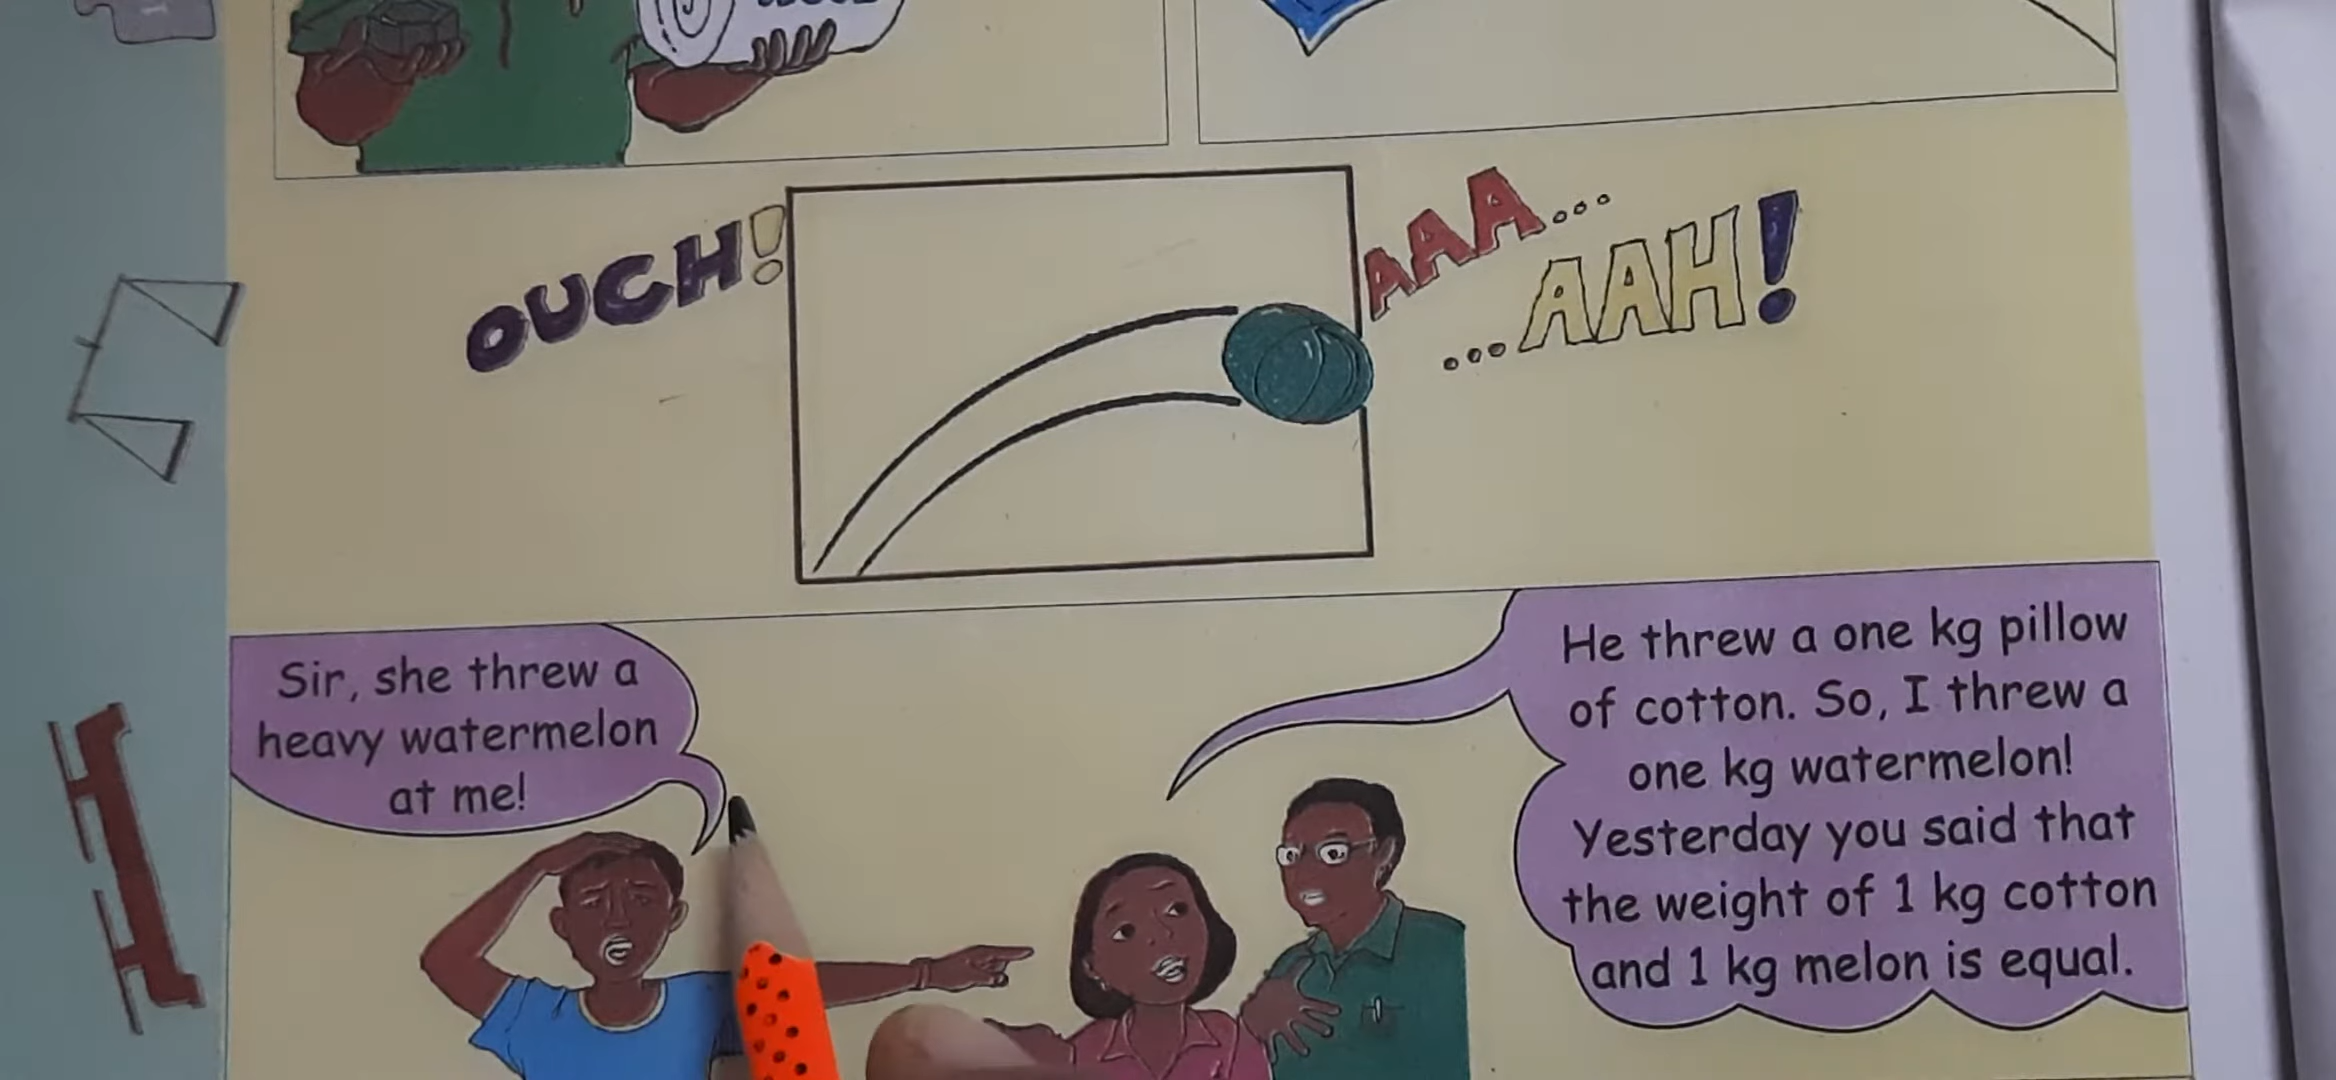 OUCH!
AAA...
...AAH!
Sir, she threw a
heavy watermelon
at me!
He threw a one kg pillow
of cotton. So, I threw a
one kg watermelon!
Yesterday you said that
the weight of 1 kg cotton
and 1 kg melon is equal.